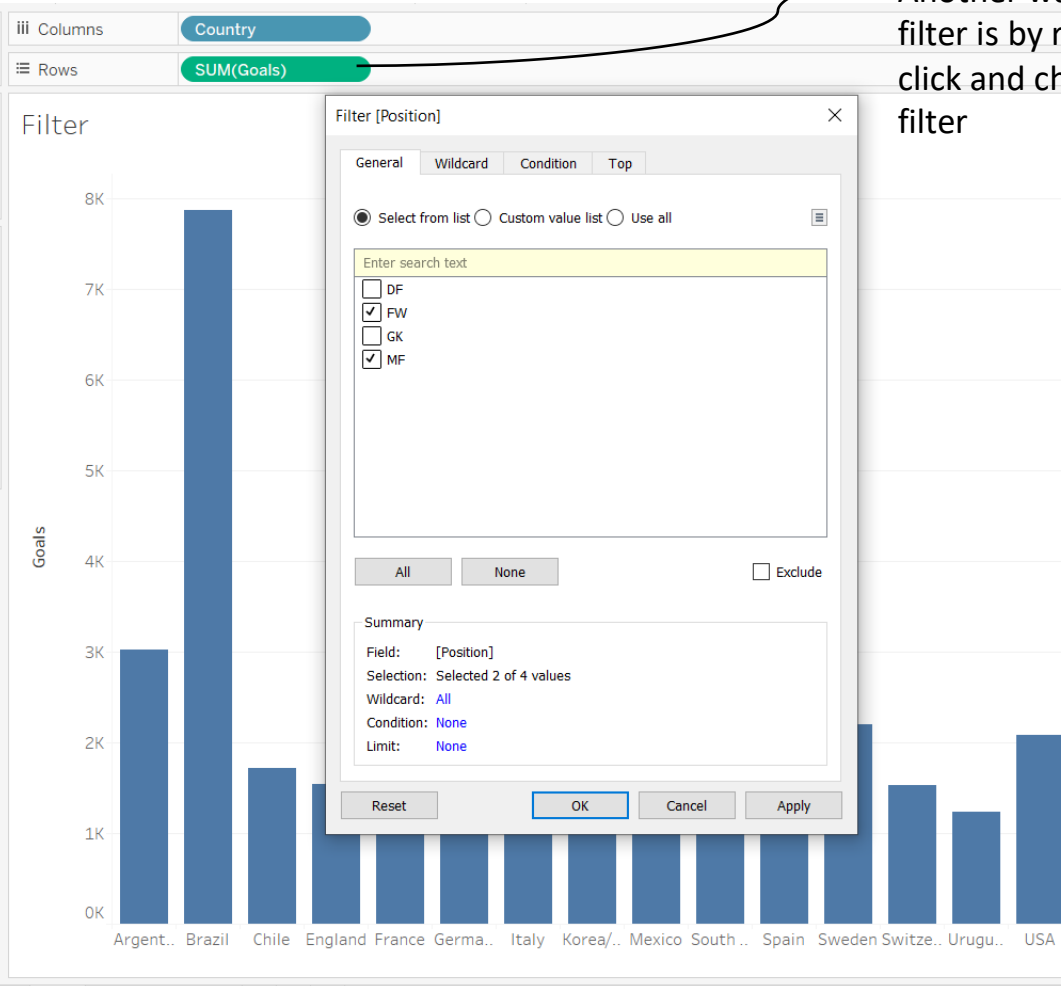 Another
Columns
Country
filter is by
Rows
SUM(Goals)
click and
filter
Filter
Filter [Position]
General Wildcard Condition Top
Select from list Custom value list Use all
Enter search text
DF
FW
GK
MF
All None Exclude
Summary
Field: [Position]
Selection: Selected 2 of 4 values
Wildcard: All
Condition: None
Limit: None
Reset OK Cancel Apply
Goals
8K
7K
6K
5K
4K
3K
2K
1K
0K
Argent.. Brazil Chile England France Germa.. Italy Korea/.. Mexico South .. Spain Sweden Switze.. Urugu.. USA